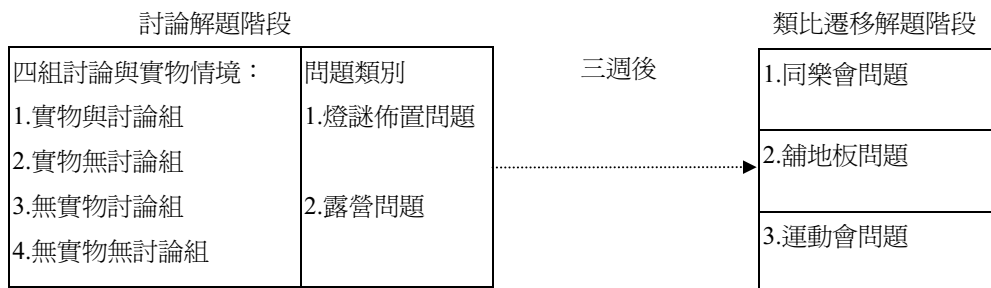 討論解題階段
類比遷移解題階段
四組討論與實物情境：
1.實物與討論組
2.實物無討論組
3.無實物討論組
4.無實物無討論組
問題類別
1.燈謎佈置問題
2.露營問題
三週後
1.同樂會問題
2.舖地板問題
3.運動會問題